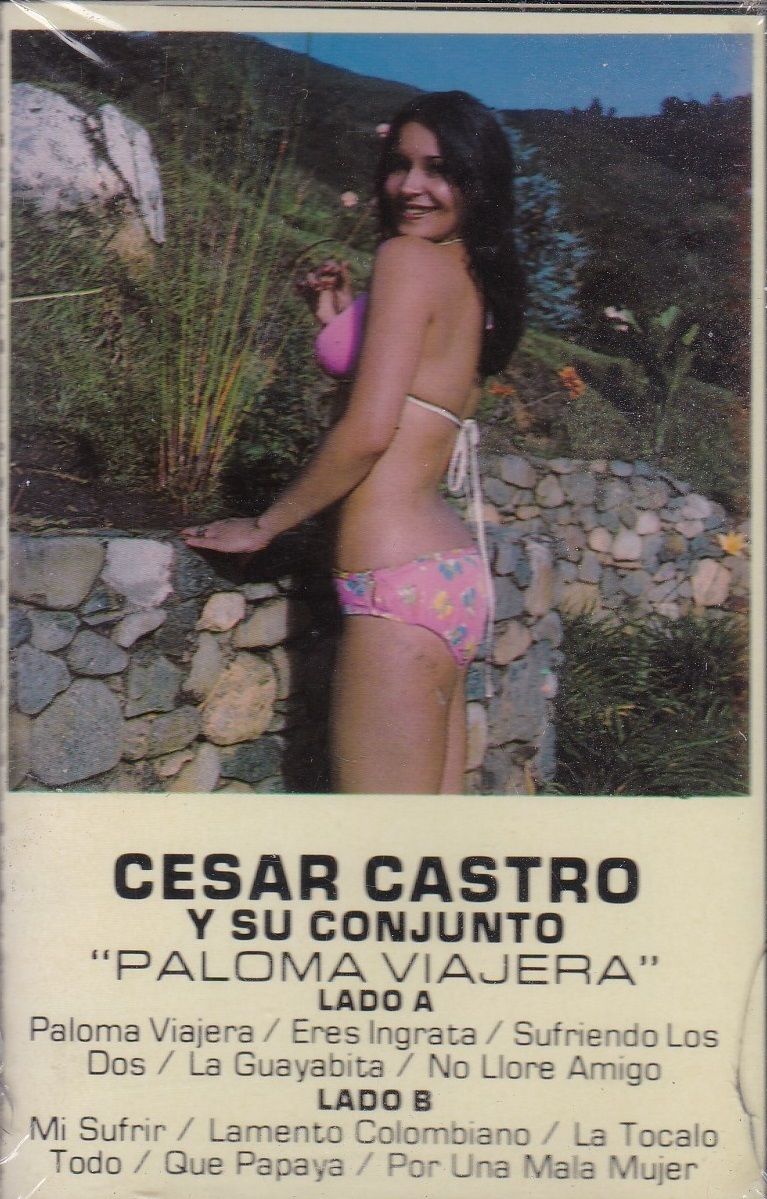 CESAR CASTRO
Y SU CONJUNTO
"PALOMA VIAJERA"
LADO A
Paloma Viajera / Eres Ingrata / Sufriendo Los
Dos / La Guayabita / No Llore Amigo
LADO B
Mi Sufrir / Lamento Colombiano / La Tocalo
Todo / Que Papaya / Por Una Mala Mujer